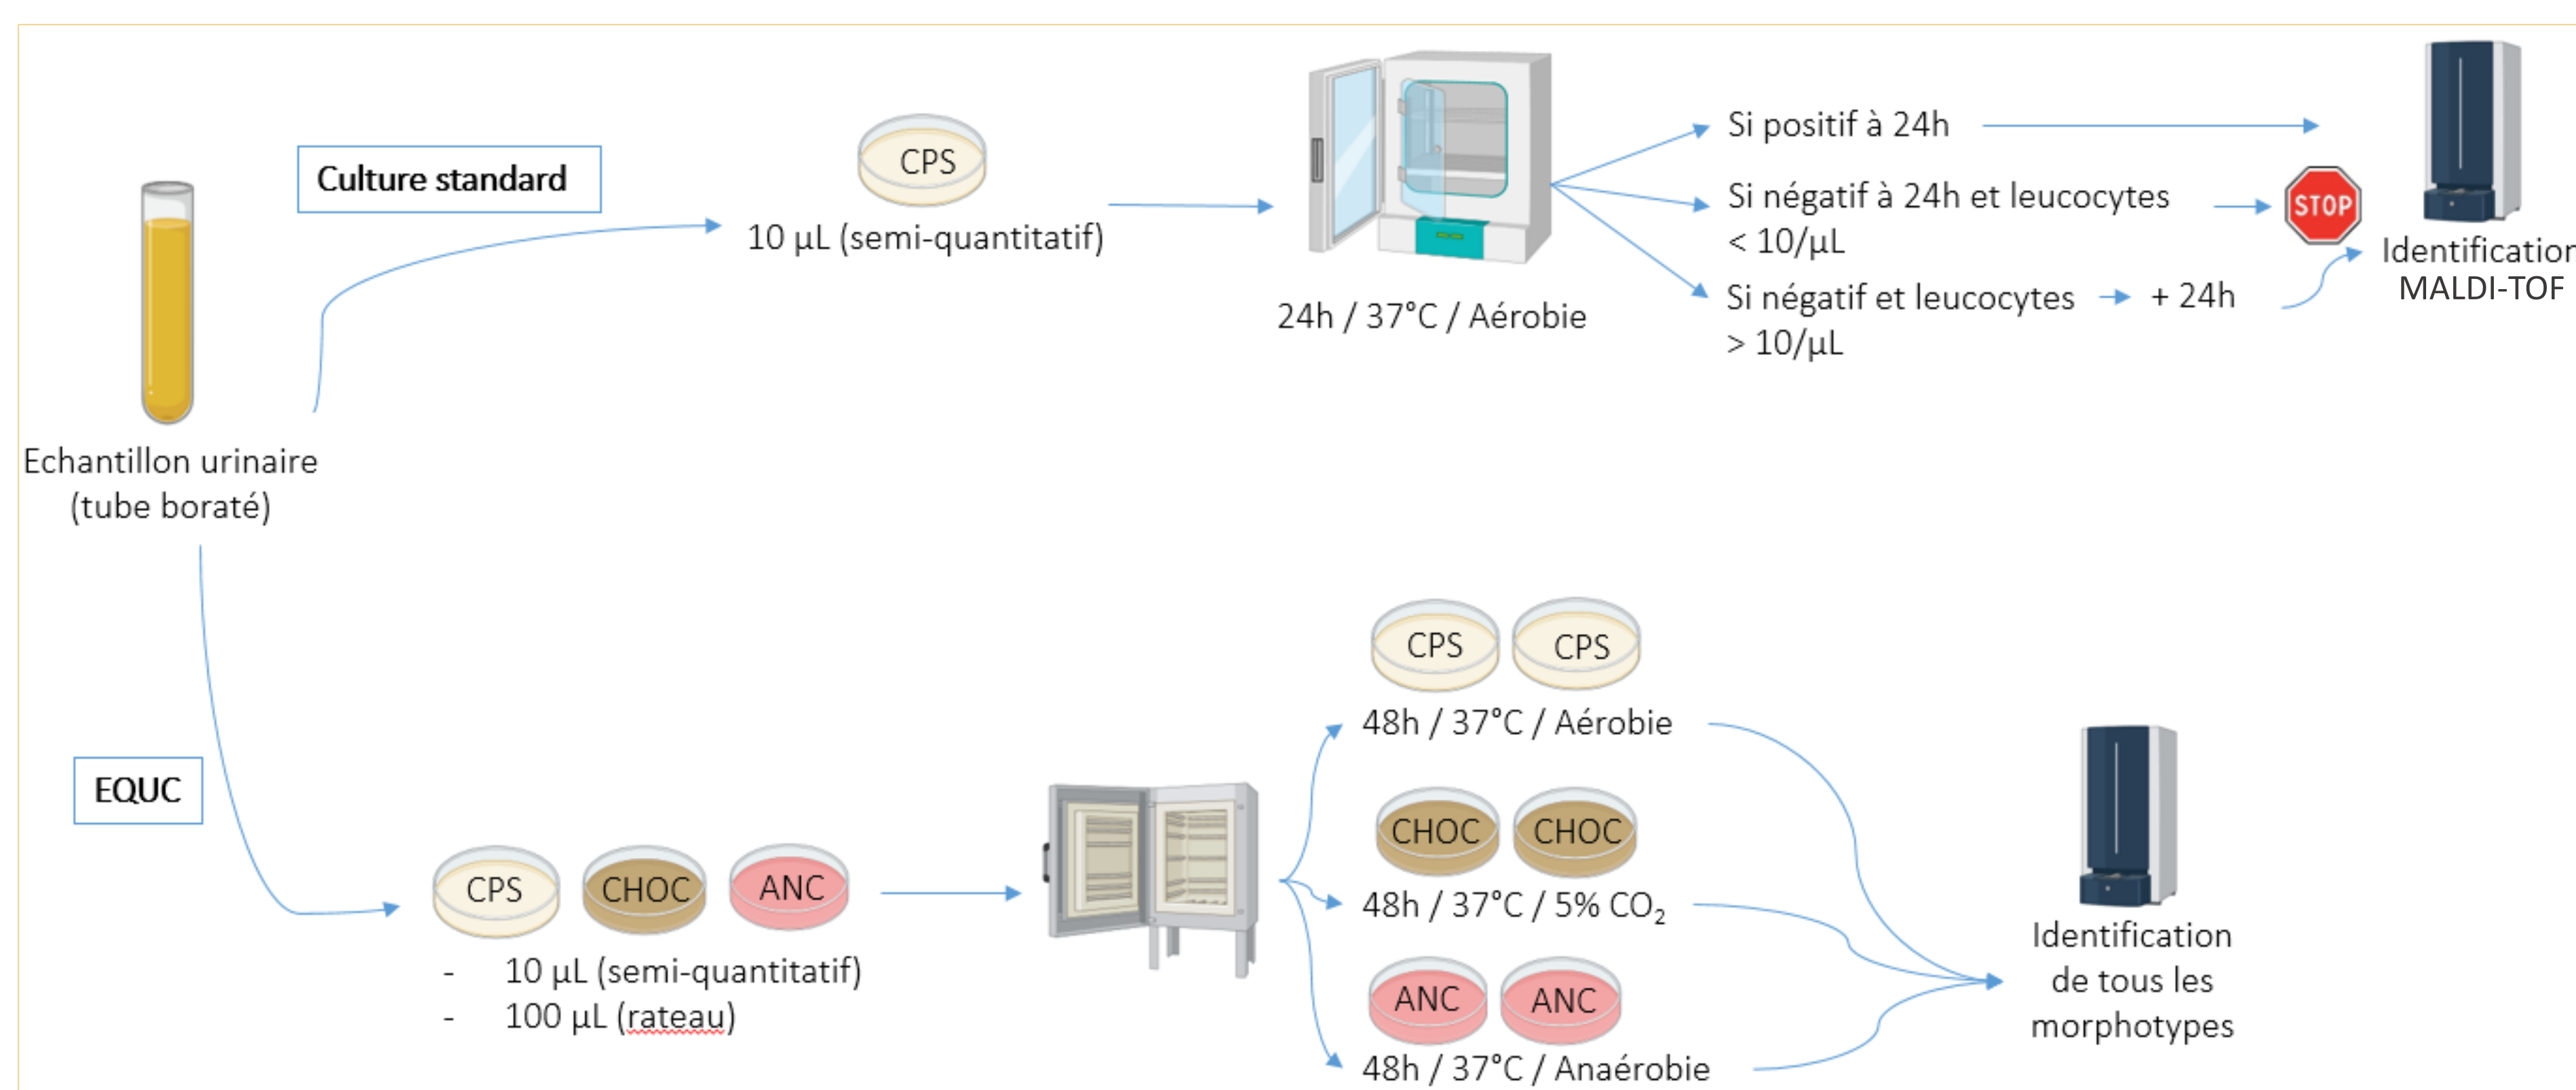 Culture standard
CPS
10 µL (semi-quantitatif)
24h / 37°C / Aérobie
Si positif à 24h
Si négatif à 24h et leucocytes
< 10/µL
STOP
Si négatif et leucocytes
> 10/µL
+ 24h
Identification
MALDI-TOF
Echantillon urinaire
(tube boraté)
EQUC
CPS
CHOC
ANC
- 10 µL (semi-quantitatif)
- 100 µL (rateau)
CPS
CPS
48h / 37°C / Aérobie
CHOC
CHOC
48h / 37°C / 5% CO₂
ANC
ANC
48h / 37°C / Anaérobie
Identification
de tous les
morphotypes